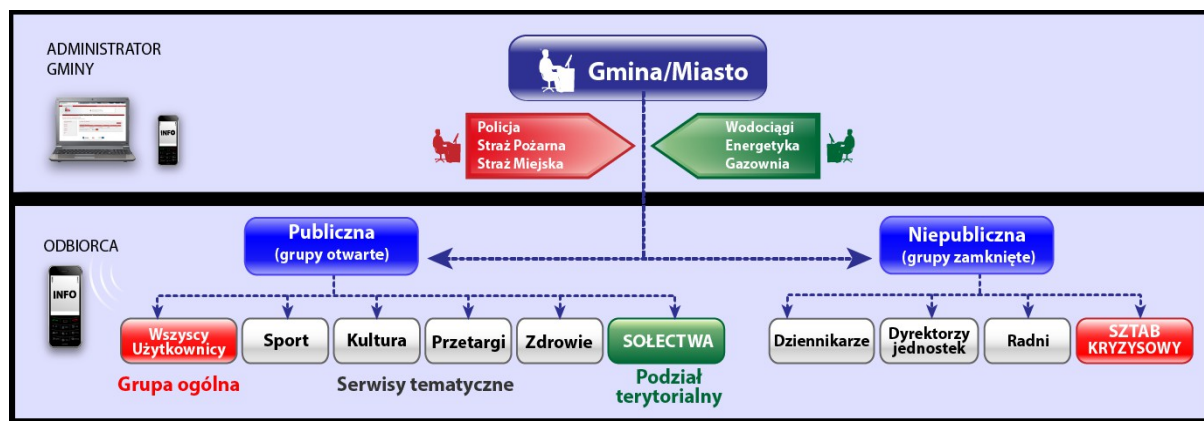 ADMINISTRATOR
GMINY
INFO
Gmina/Miasto
Policja
Straż Pożarna
Straż Miejska
Wodociągi
Energetyka
Gazownia
ODBIORCA
INFO
Publiczna
(grupy otwarte)
Niepubliczna
(grupy zamknięte)
Wszyscy
Użytkownicy
Sport
Kultura
Przetargi
Zdrowie
SOŁECTWA
Dziennikarze
Dyrektorzy
jednostek
Radni
SZTAB
KRYZYSOWY
Grupa ogólna
Serwisy tematyczne
Podział
terytorialny